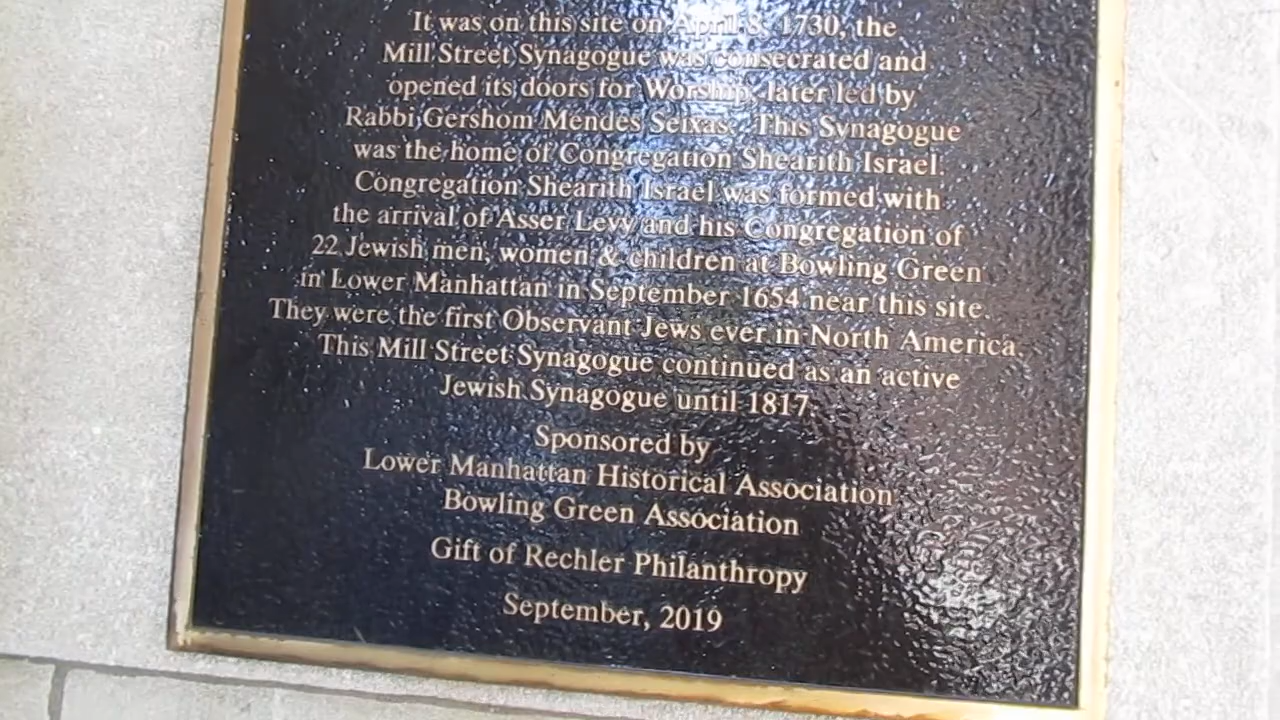 It was on this site on April 8, 1730, the
Mill Street Synagogue was consecrated and
opened its doors for Worship, later led by
Rabbi Gershom Mendes Seixas. This Synagogue
was the home of Congregation Shearith Israel.
Congregation Shearith Israel was formed with
the arrival of Asser Levy and his Congregation of
22 Jewish men, women & children at Bowling Green
in Lower Manhattan in September 1654 near this site.
They were the first Observant Jews ever in North America.
This Mill Street Synagogue continued as an active
Jewish Synagogue until 1817.
Sponsored by
Lower Manhattan Historical Association
Bowling Green Association
Gift of Rechler Philanthropy
September, 2019